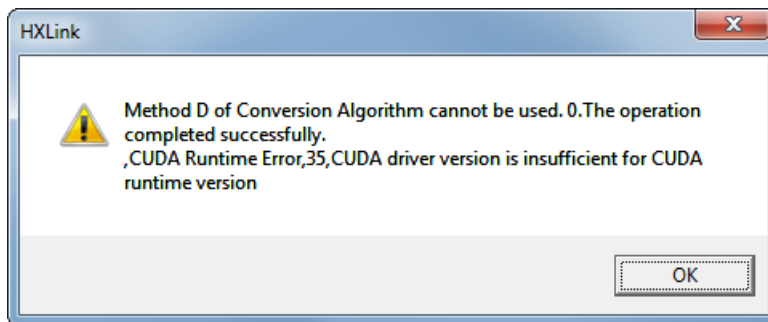 HXLink
Method D of Conversion Algorithm cannot be used. 0.The operation
completed successfully.
,CUDA Runtime Error,35,CUDA driver version is insufficient for CUDA
runtime version
OK